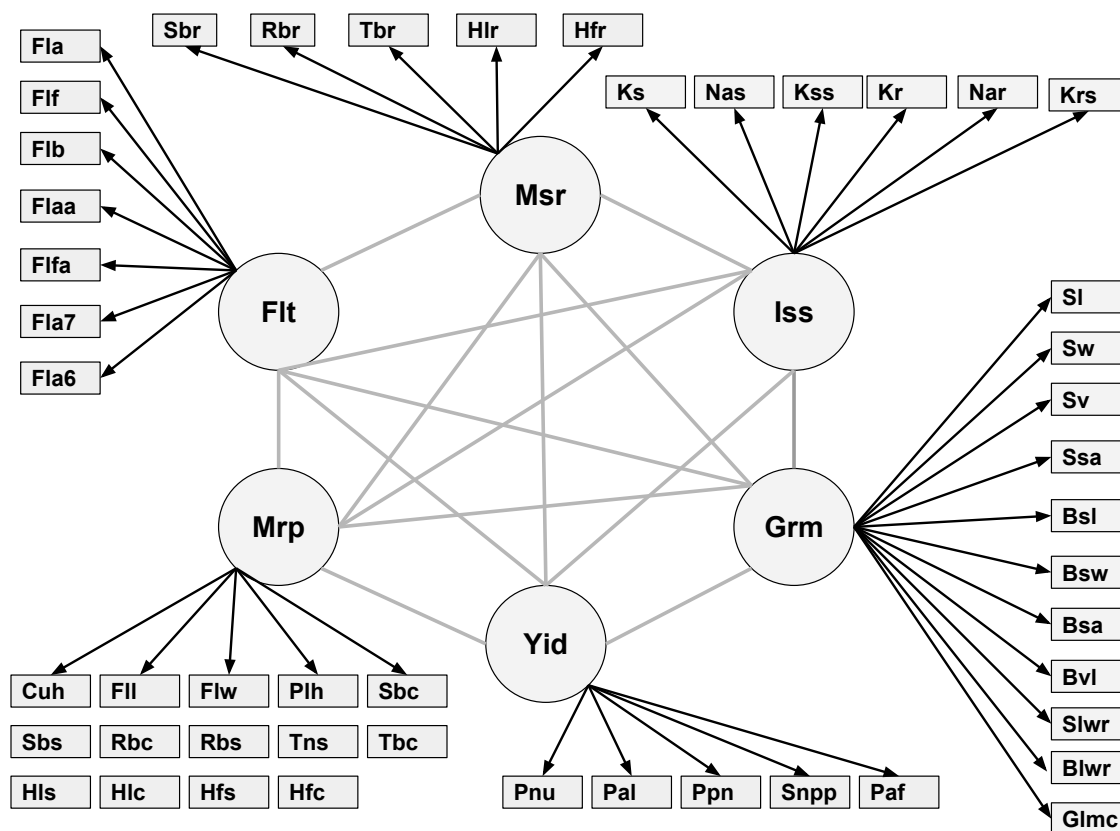 Sbr Rbr Tbr Hlr Hfr
Fla
Flf
Flb
Flaa
Flfa
Fla7
Fla6
Ks Nas Kss Kr Nar Krs
Msr
Flt
Iss
Mrp
Grm
Yid
Sl
Sw
Sv
Ssa
Bsl
Bsw
Bsa
Bvl
Slwr
Blwr
Glmc
Cuh Fll Flw Plh Sbc
Sbs Rbc Rbs Tns Tbc
Hls Hlc Hfs Hfc
Pnu Pal Ppn Snpp Paf